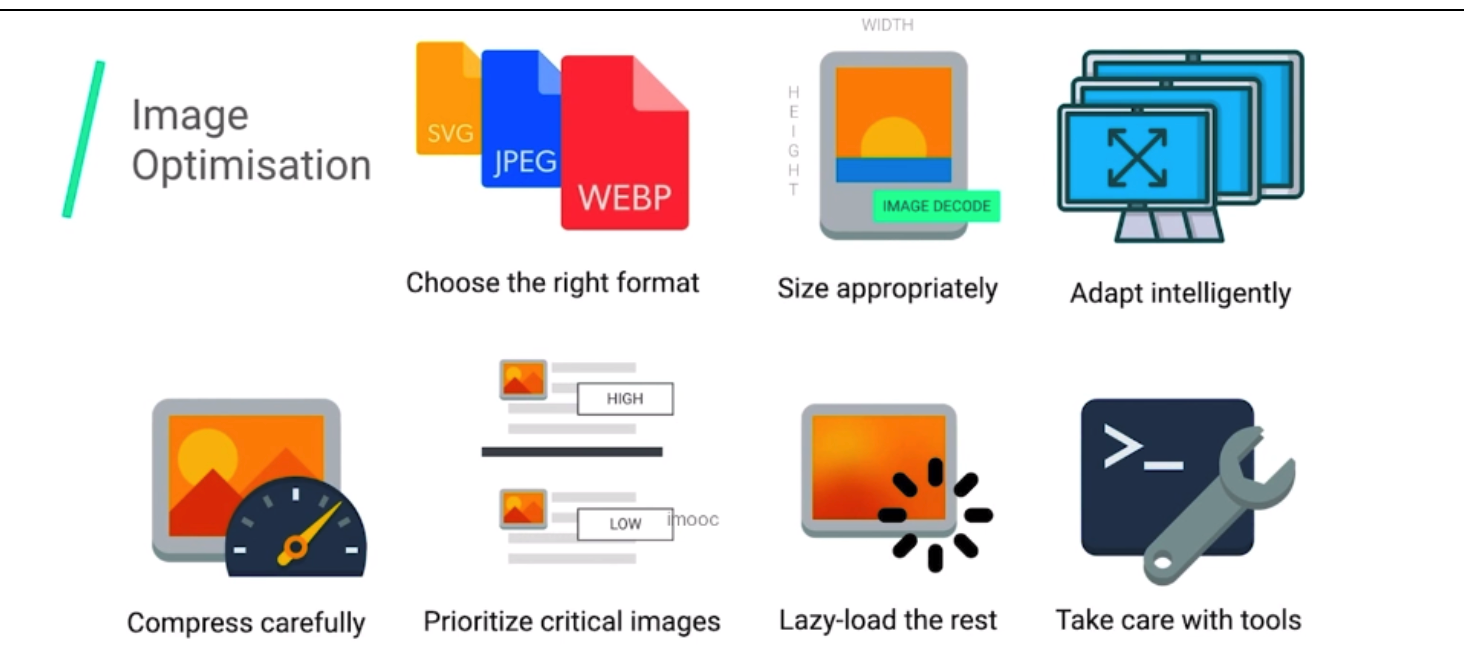 Image
Optimisation
SVG
JPEG
WEBP
Choose the right format
WIDTH
HEIGHT
IMAGE DECODE
Size appropriately
Adapt intelligently
Compress carefully
HIGH
LOW
imooc
Prioritize critical images
Lazy-load the rest
>_
Take care with tools